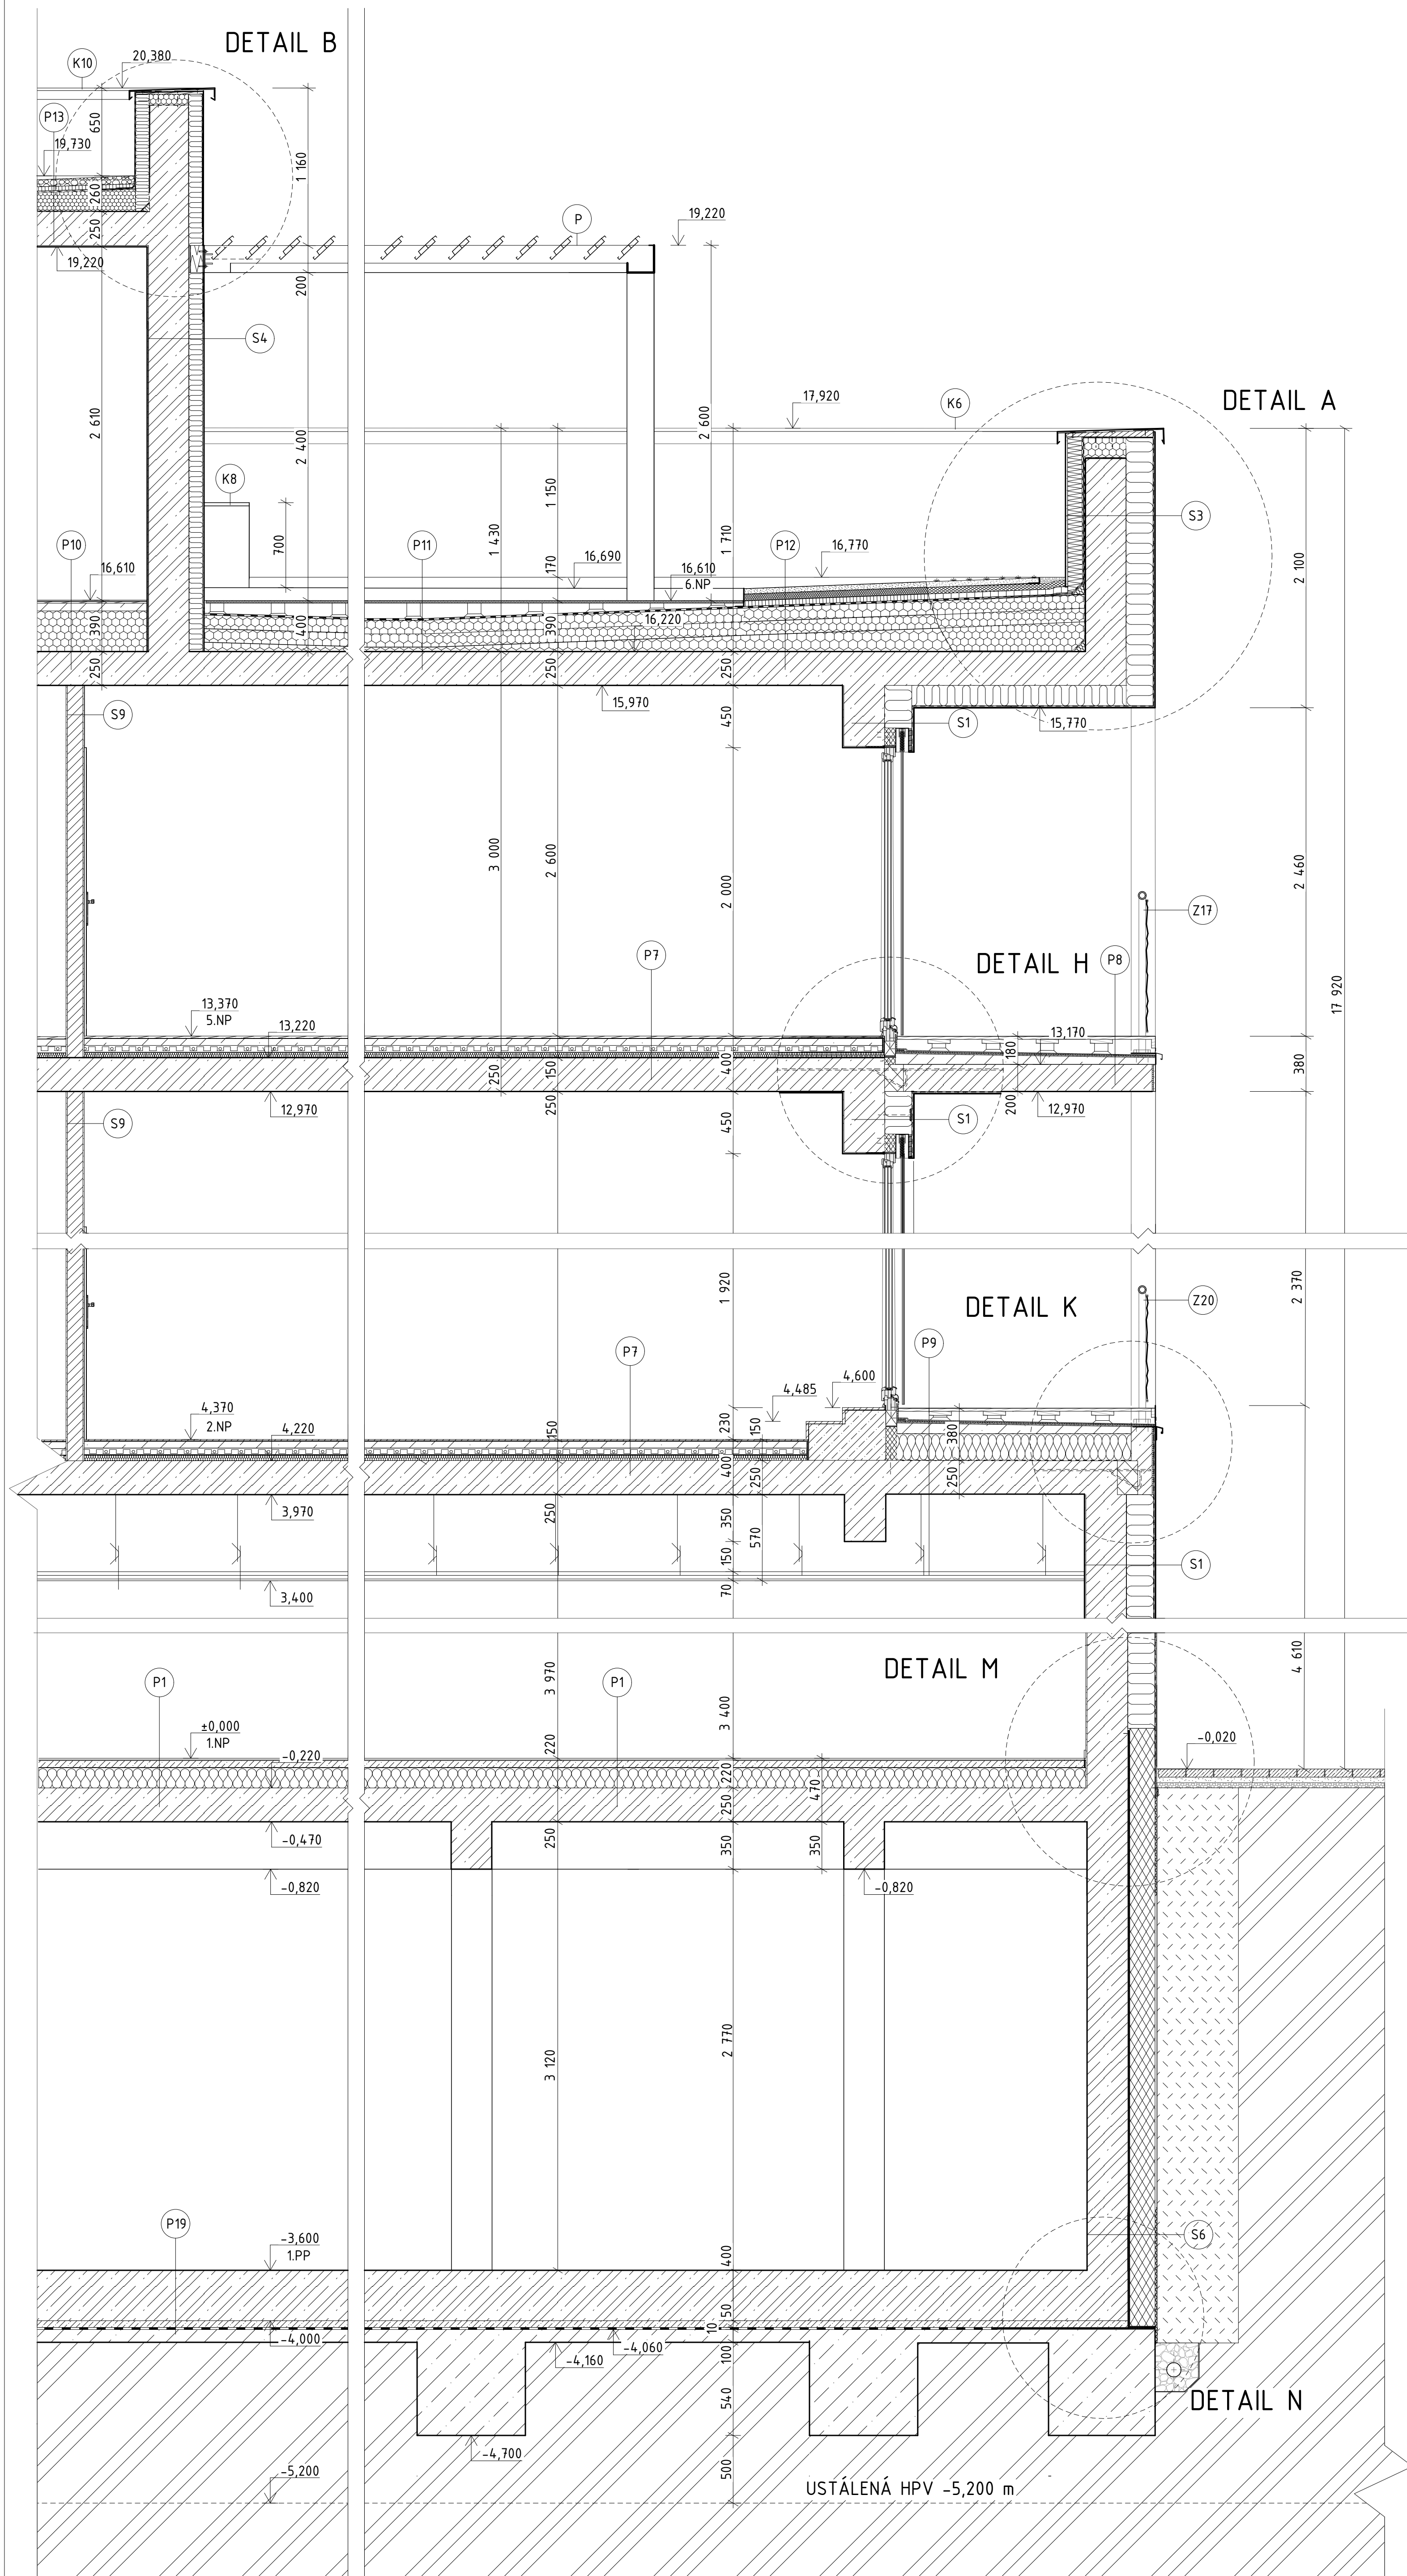 DETAIL B
K10
20,380
P13
650
19,730
1 160
260
250
19,220
P
19,220
200
S4
2 610
2 400
2 600
17,920
K6
DETAIL A
K8
1 150
1 430
1 710
700
S3
P10
P11
P12
16,770
2 100
170
16,690
16,610
16,610
6.NP
390
400
390
16,220
250
250
250
S9
15,970
450
S1
15,770
3 000
2 600
2 000
2 460
Z17
DETAIL H
P7
P8
17 920
13,370
5.NP
13,220
13,170
180
250
150
400
380
250
12,970
200
12,970
S9
450
S1
1 920
2 370
Z20
DETAIL K
P7
P9
4,600
4,485
4,370
2.NP
4,220
150
230
150
380
400
250
250
3,970
250
350
570
150
S1
70
3,400
DETAIL M
3 970
4 610
P1
P1
3 400
±0,000
1.NP
-0,020
220
-0,220
220
470
250
-0,470
250
350
350
-0,820
-0,820
3 120
2 770
P19
S6
-3,600
1.PP
400
50
10
-4,000
-4,060
-4,160
100
DETAIL N
540
-4,700
500
-5,200
USTÁLENÁ HPV -5,200 m